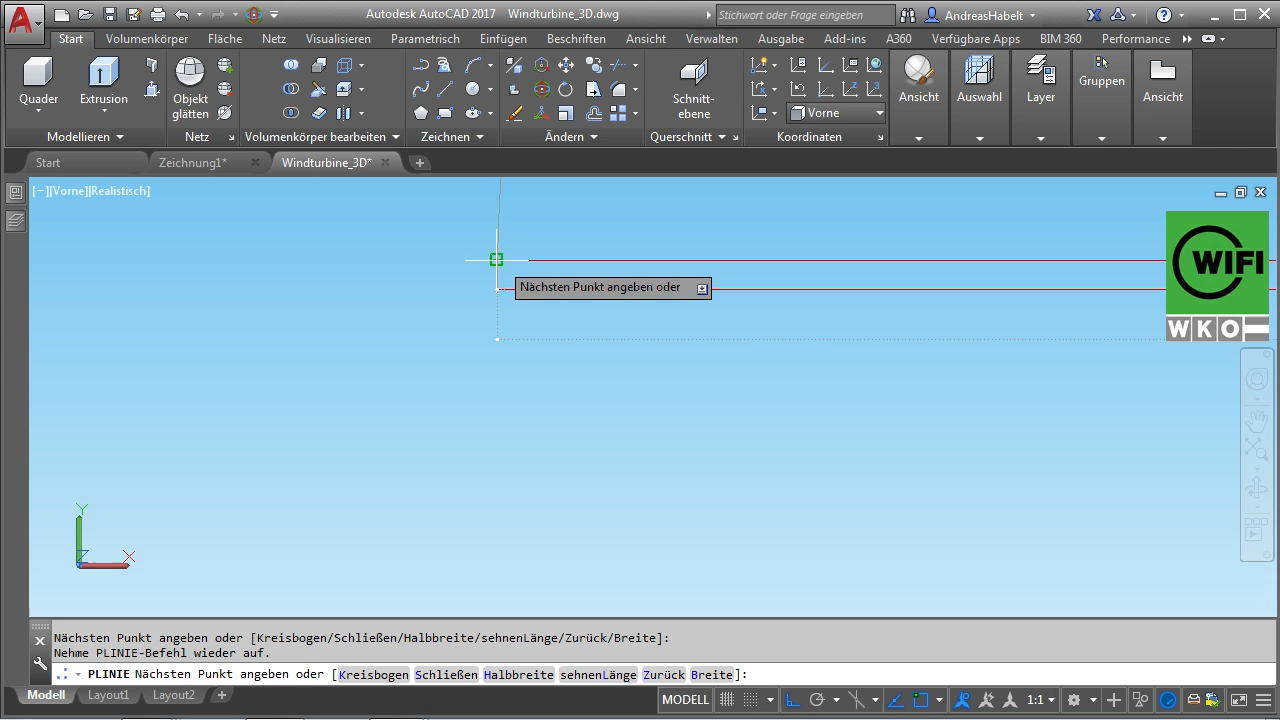 Autodesk AutoCAD 2017 Windturbine_3D.dwg
Stichwort oder Frage eingeben
AndreasHabelt
Start Volumenkörper Fläche Netz Visualisieren Parametrisch Einfügen Beschriften Ansicht Verwalten Ausgabe Add-ins A360 Verfügbare Apps BIM 360 Performance
Quader
Extrusion
Objekt
glätten
Schnitt-
ebene
Vorne
Ansicht
Auswahl
Layer
Gruppen
Ansicht
Modellieren Netz Volumenkörper bearbeiten Zeichnen Ändern Querschnitt Koordinaten
Start Zeichnung1* Windturbine_3D*
[−][Vorne][Realistisch]
WIFI
WKO
Nächsten Punkt angeben oder
Y
Z
X
Nächsten Punkt angeben oder [Kreisbogen/Schließen/Halbbreite/sehnenLänge/Zurück/Breite]:
Nehme PLINIE-Befehl wieder auf.
PLINIE Nächsten Punkt angeben oder [Kreisbogen Schließen Halbbreite sehnenLänge Zurück Breite]:
Modell Layout1 Layout2
MODELL
1:1